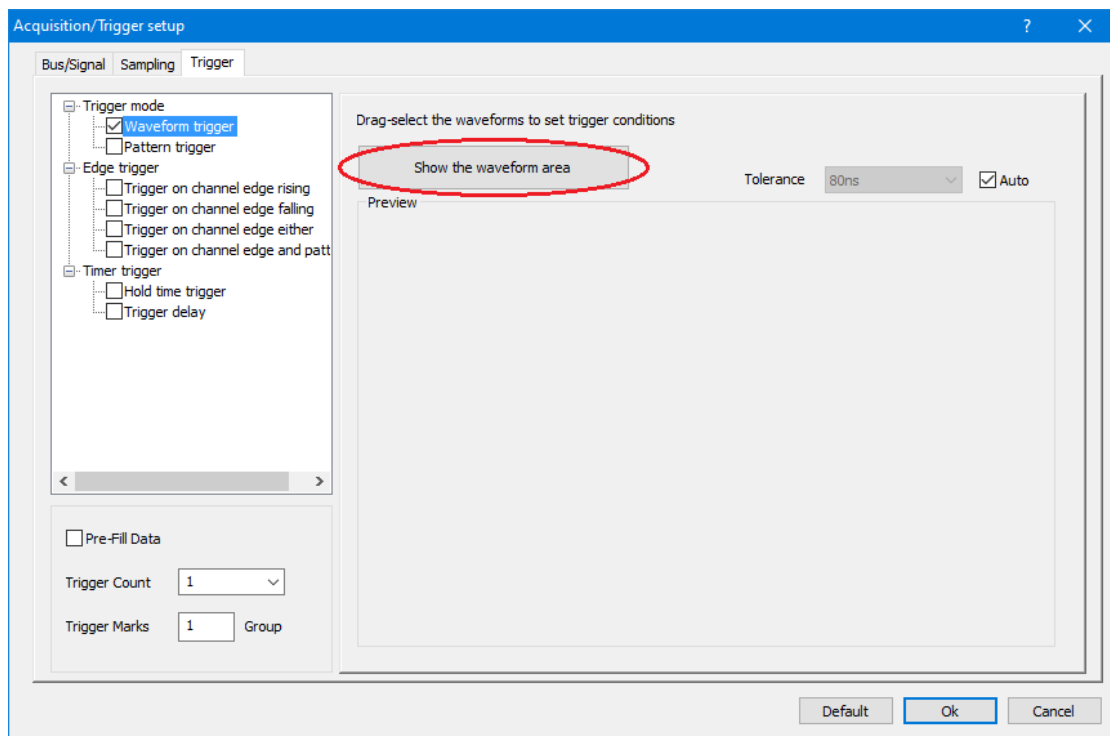 Acquisition/Trigger setup
?
Bus/Signal Sampling Trigger
Trigger mode
Waveform trigger
Pattern trigger
Edge trigger
Trigger on channel edge rising
Trigger on channel edge falling
Trigger on channel edge either
Trigger on channel edge and patt
Timer trigger
Hold time trigger
Trigger delay
Pre-Fill Data
Trigger Count 1
Trigger Marks 1 Group
Drag-select the waveforms to set trigger conditions
Show the waveform area
Tolerance 80ns Auto
Preview
Default Ok Cancel